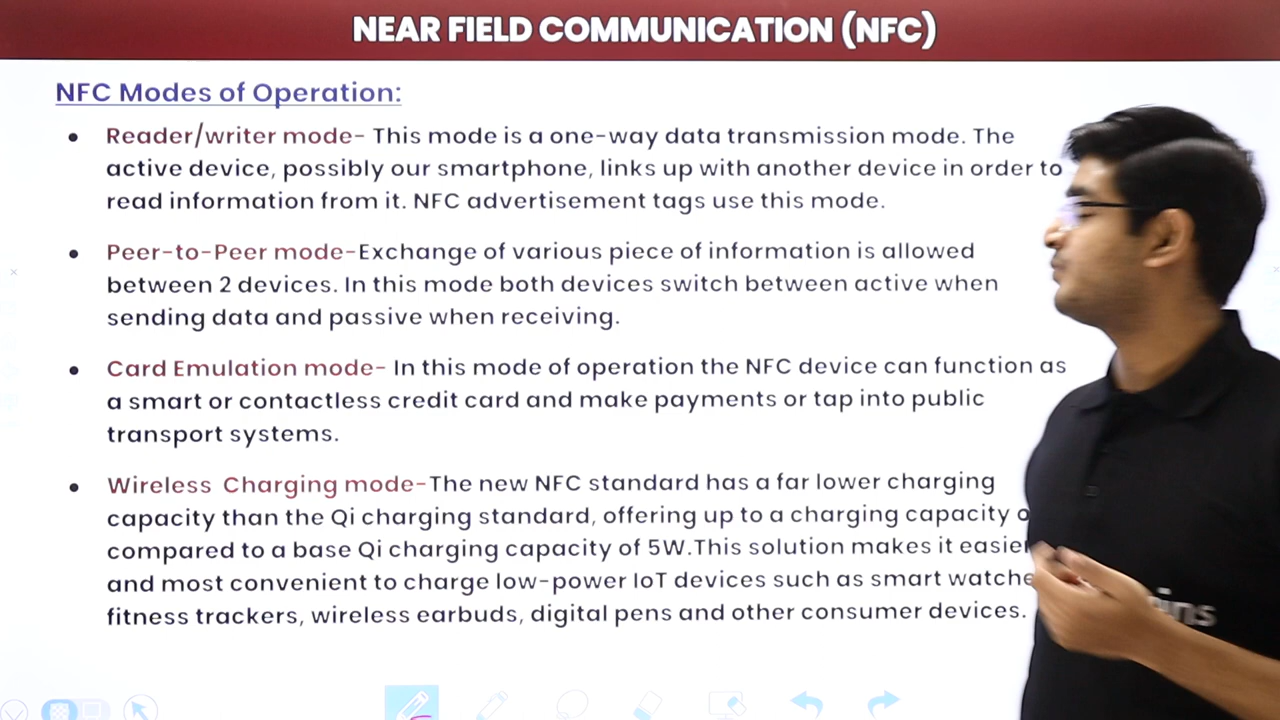 NEAR FIELD COMMUNICATION (NFC)
NFC Modes of Operation:
Reader/writer mode- This mode is a one-way data transmission mode. The
active device, possibly our smartphone, links up with another device in order to
read information from it. NFC advertisement tags use this mode.
Peer-to-Peer mode-Exchange of various piece of information is allowed
between 2 devices. In this mode both devices switch between active when
sending data and passive when receiving.
Card Emulation mode- In this mode of operation the NFC device can function as
a smart or contactless credit card and make payments or tap into public
transport systems.
Wireless Charging mode-The new NFC standard has a far lower charging
capacity than the Qi charging standard, offering up to a charging capacity
compared to a base Qi charging capacity of 5W.This solution makes it easier
and most convenient to charge low-power IoT devices such as smart
fitness trackers, wireless earbuds, digital pens and other consumer devices.